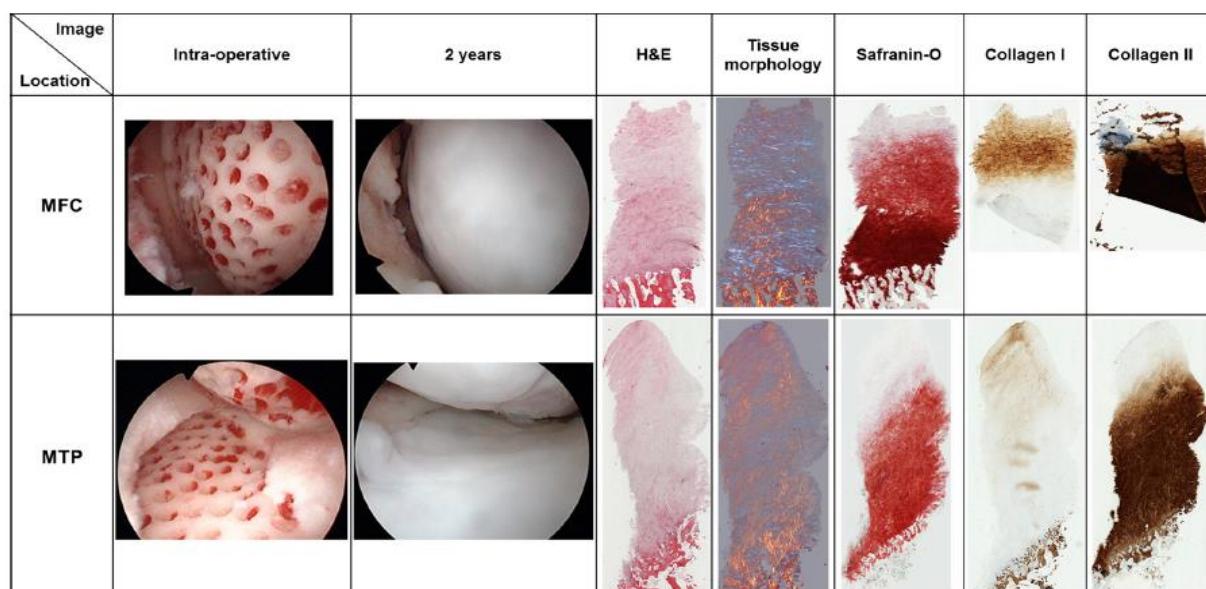 Image
Location
Intra-operative
2 years
H&E
Tissue
morphology
Safranin-O
Collagen I
Collagen II
MFC
MTP